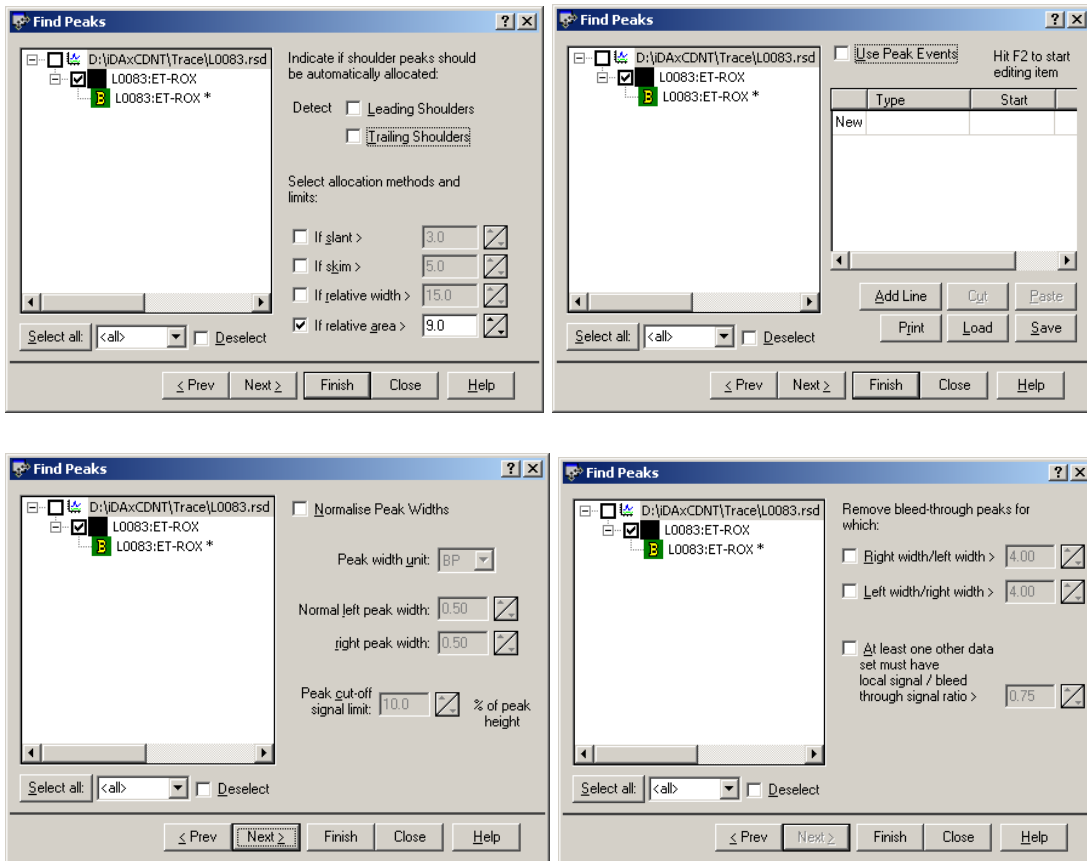 Find Peaks
D:\iDAxCDNT\Trace\L0083.rsd
L0083:ET-ROX
B L0083:ET-ROX *
Indicate if shoulder peaks should
be automatically allocated:
Detect Leading Shoulders
Trailing Shoulders
Select allocation methods and
limits:
If slant > 3.0
If skim > 5.0
If relative width > 15.0
If relative area > 9.0
Select all: <all> Deselect
< Prev Next > Finish Close Help
Find Peaks
D:\iDAxCDNT\Trace\L0083.rsd
L0083:ET-ROX
B L0083:ET-ROX *
Use Peak Events
Hit F2 to start
editing item
Type Start
New
Add Line Cut Paste
Print Load Save
Select all: <all> Deselect
< Prev Next > Finish Close Help
Find Peaks
D:\iDAxCDNT\Trace\L0083.rsd
L0083:ET-ROX
B L0083:ET-ROX *
Normalise Peak Widths
Peak width unit: BP
Normal left peak width: 0.50
right peak width: 0.50
Peak cut-off
signal limit: 10.0 % of peak
height
Select all: <all> Deselect
< Prev Next > Finish Close Help
Find Peaks
D:\iDAxCDNT\Trace\L0083.rsd
L0083:ET-ROX
B L0083:ET-ROX *
Remove bleed-through peaks for
which:
Right width/left width > 4.00
Left width/right width > 4.00
At least one other data
set must have
local signal / bleed
through signal ratio > 0.75
Select all: <all> Deselect
< Prev Next > Finish Close Help